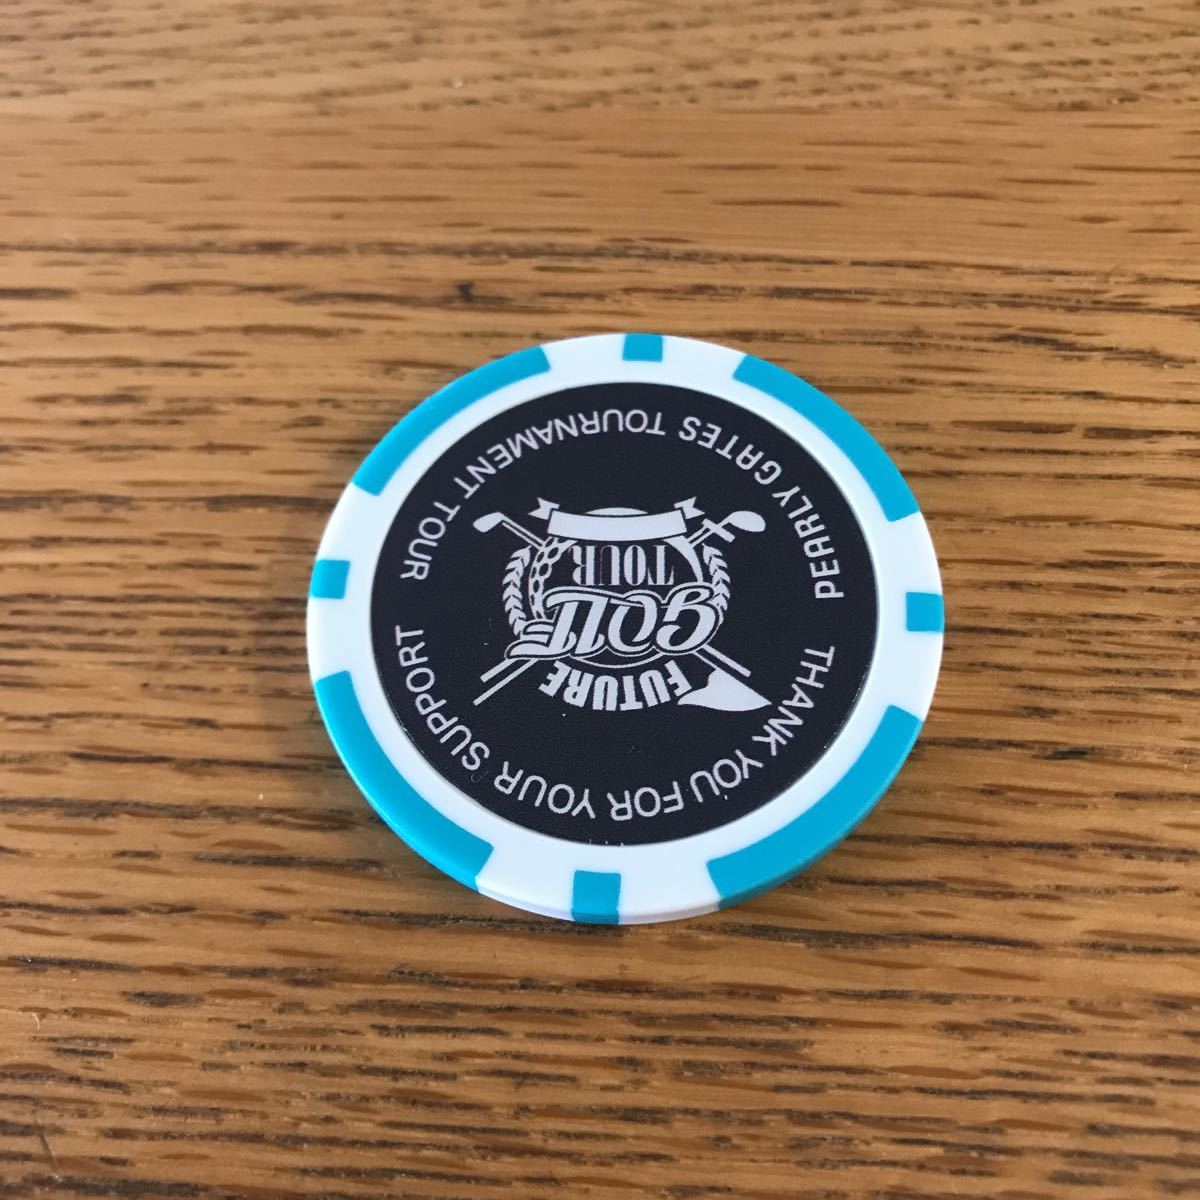 THANK YOU FOR YOUR SUPPORT
FUTURE
GOLF
TOUR
PEARLY GATES TOURNAMENT TOUR